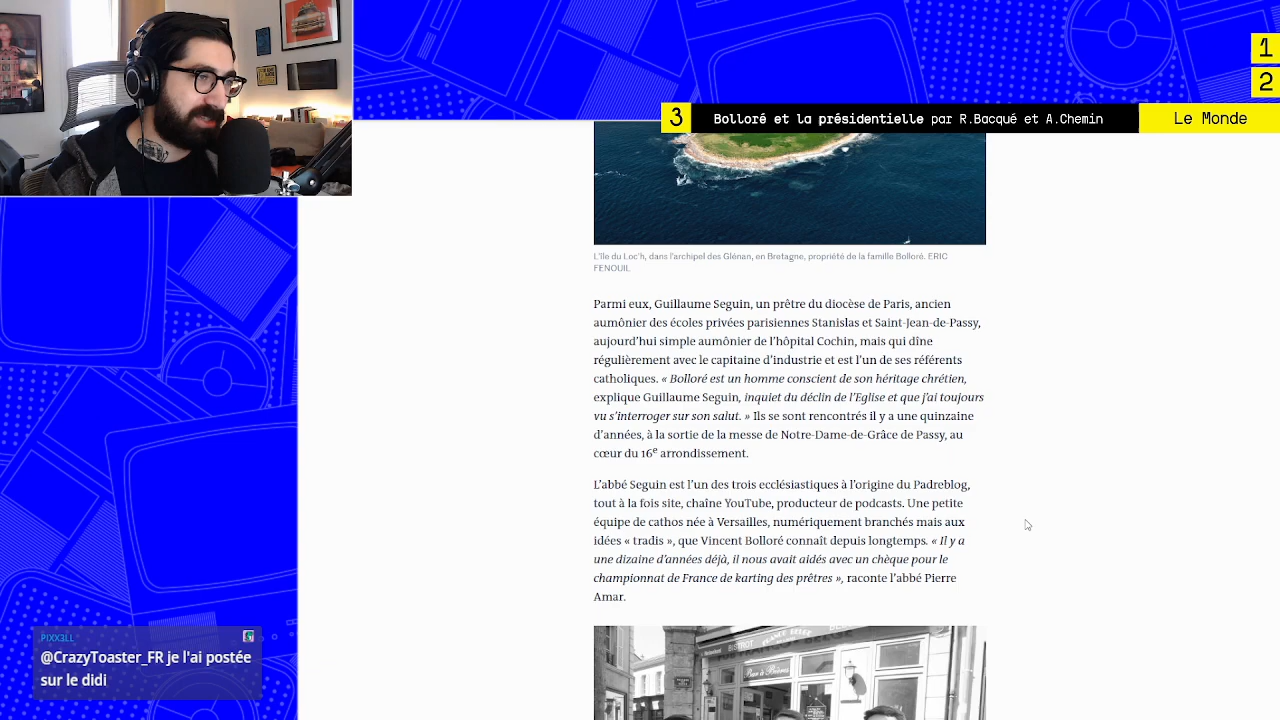 1
2
3 Bolloré et la présidentielle par R.Bacqué et A.Chemin Le Monde
L'île du Loc'h, dans l'archipel des Glénan, en Bretagne, propriété de la famille Bolloré. ERIC
FENOUIL
Parmi eux, Guillaume Seguin, un prêtre du diocèse de Paris, ancien
aumônier des écoles privées parisiennes Stanislas et Saint-Jean-de-Passy,
aujourd'hui simple aumônier de l'hôpital Cochin, mais qui dîne
régulièrement avec le capitaine d'industrie et est l'un de ses référents
catholiques. « Bolloré est un homme conscient de son héritage chrétien,
explique Guillaume Seguin, inquiet du déclin de l'Eglise et que j'ai toujours
vu s'interroger sur son salut. » Ils se sont rencontrés il y a une quinzaine
d'années, à la sortie de la messe de Notre-Dame-de-Grâce de Passy, au
cœur du 16e arrondissement.
L'abbé Seguin est l'un des trois ecclésiastiques à l'origine du Padreblog,
tout à la fois site, chaîne YouTube, producteur de podcasts. Une petite
équipe de cathos née à Versailles, numériquement branchés mais aux
idées « tradis », que Vincent Bolloré connaît depuis longtemps. « Il y a
une dizaine d'années déjà, il nous avait aidés avec un chèque pour le
championnat de France de karting des prêtres », raconte l'abbé Pierre
Amar.
BISTROT FRANCE BELGE
PIXX3LL
@CrazyToaster_FR je l'ai postée
sur le didi